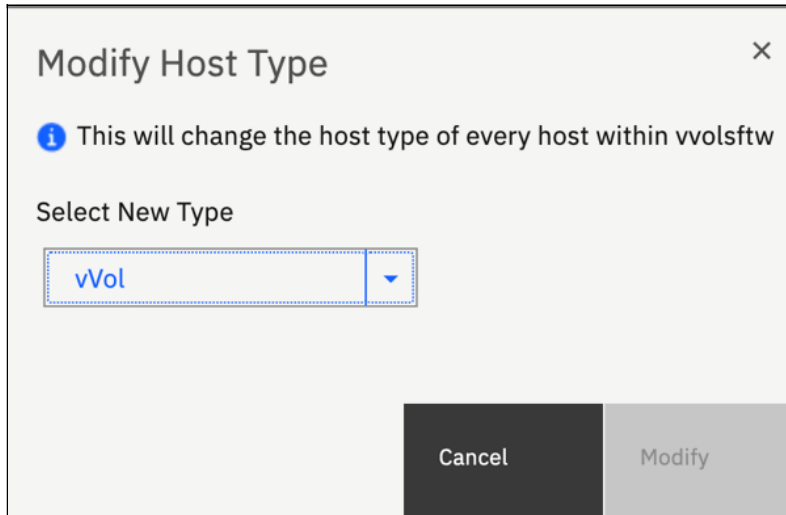 Modify Host Type
This will change the host type of every host within vvolsftw
Select New Type
vVol
Cancel
Modify